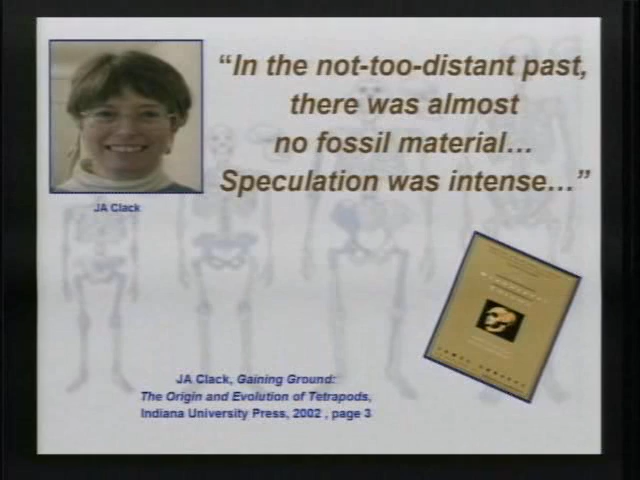 “In the not-too-distant past,
there was almost
no fossil material...
Speculation was intense...”
JA Clack
JA Clack, Gaining Ground:
The Origin and Evolution of Tetrapods,
Indiana University Press, 2002 , page 3